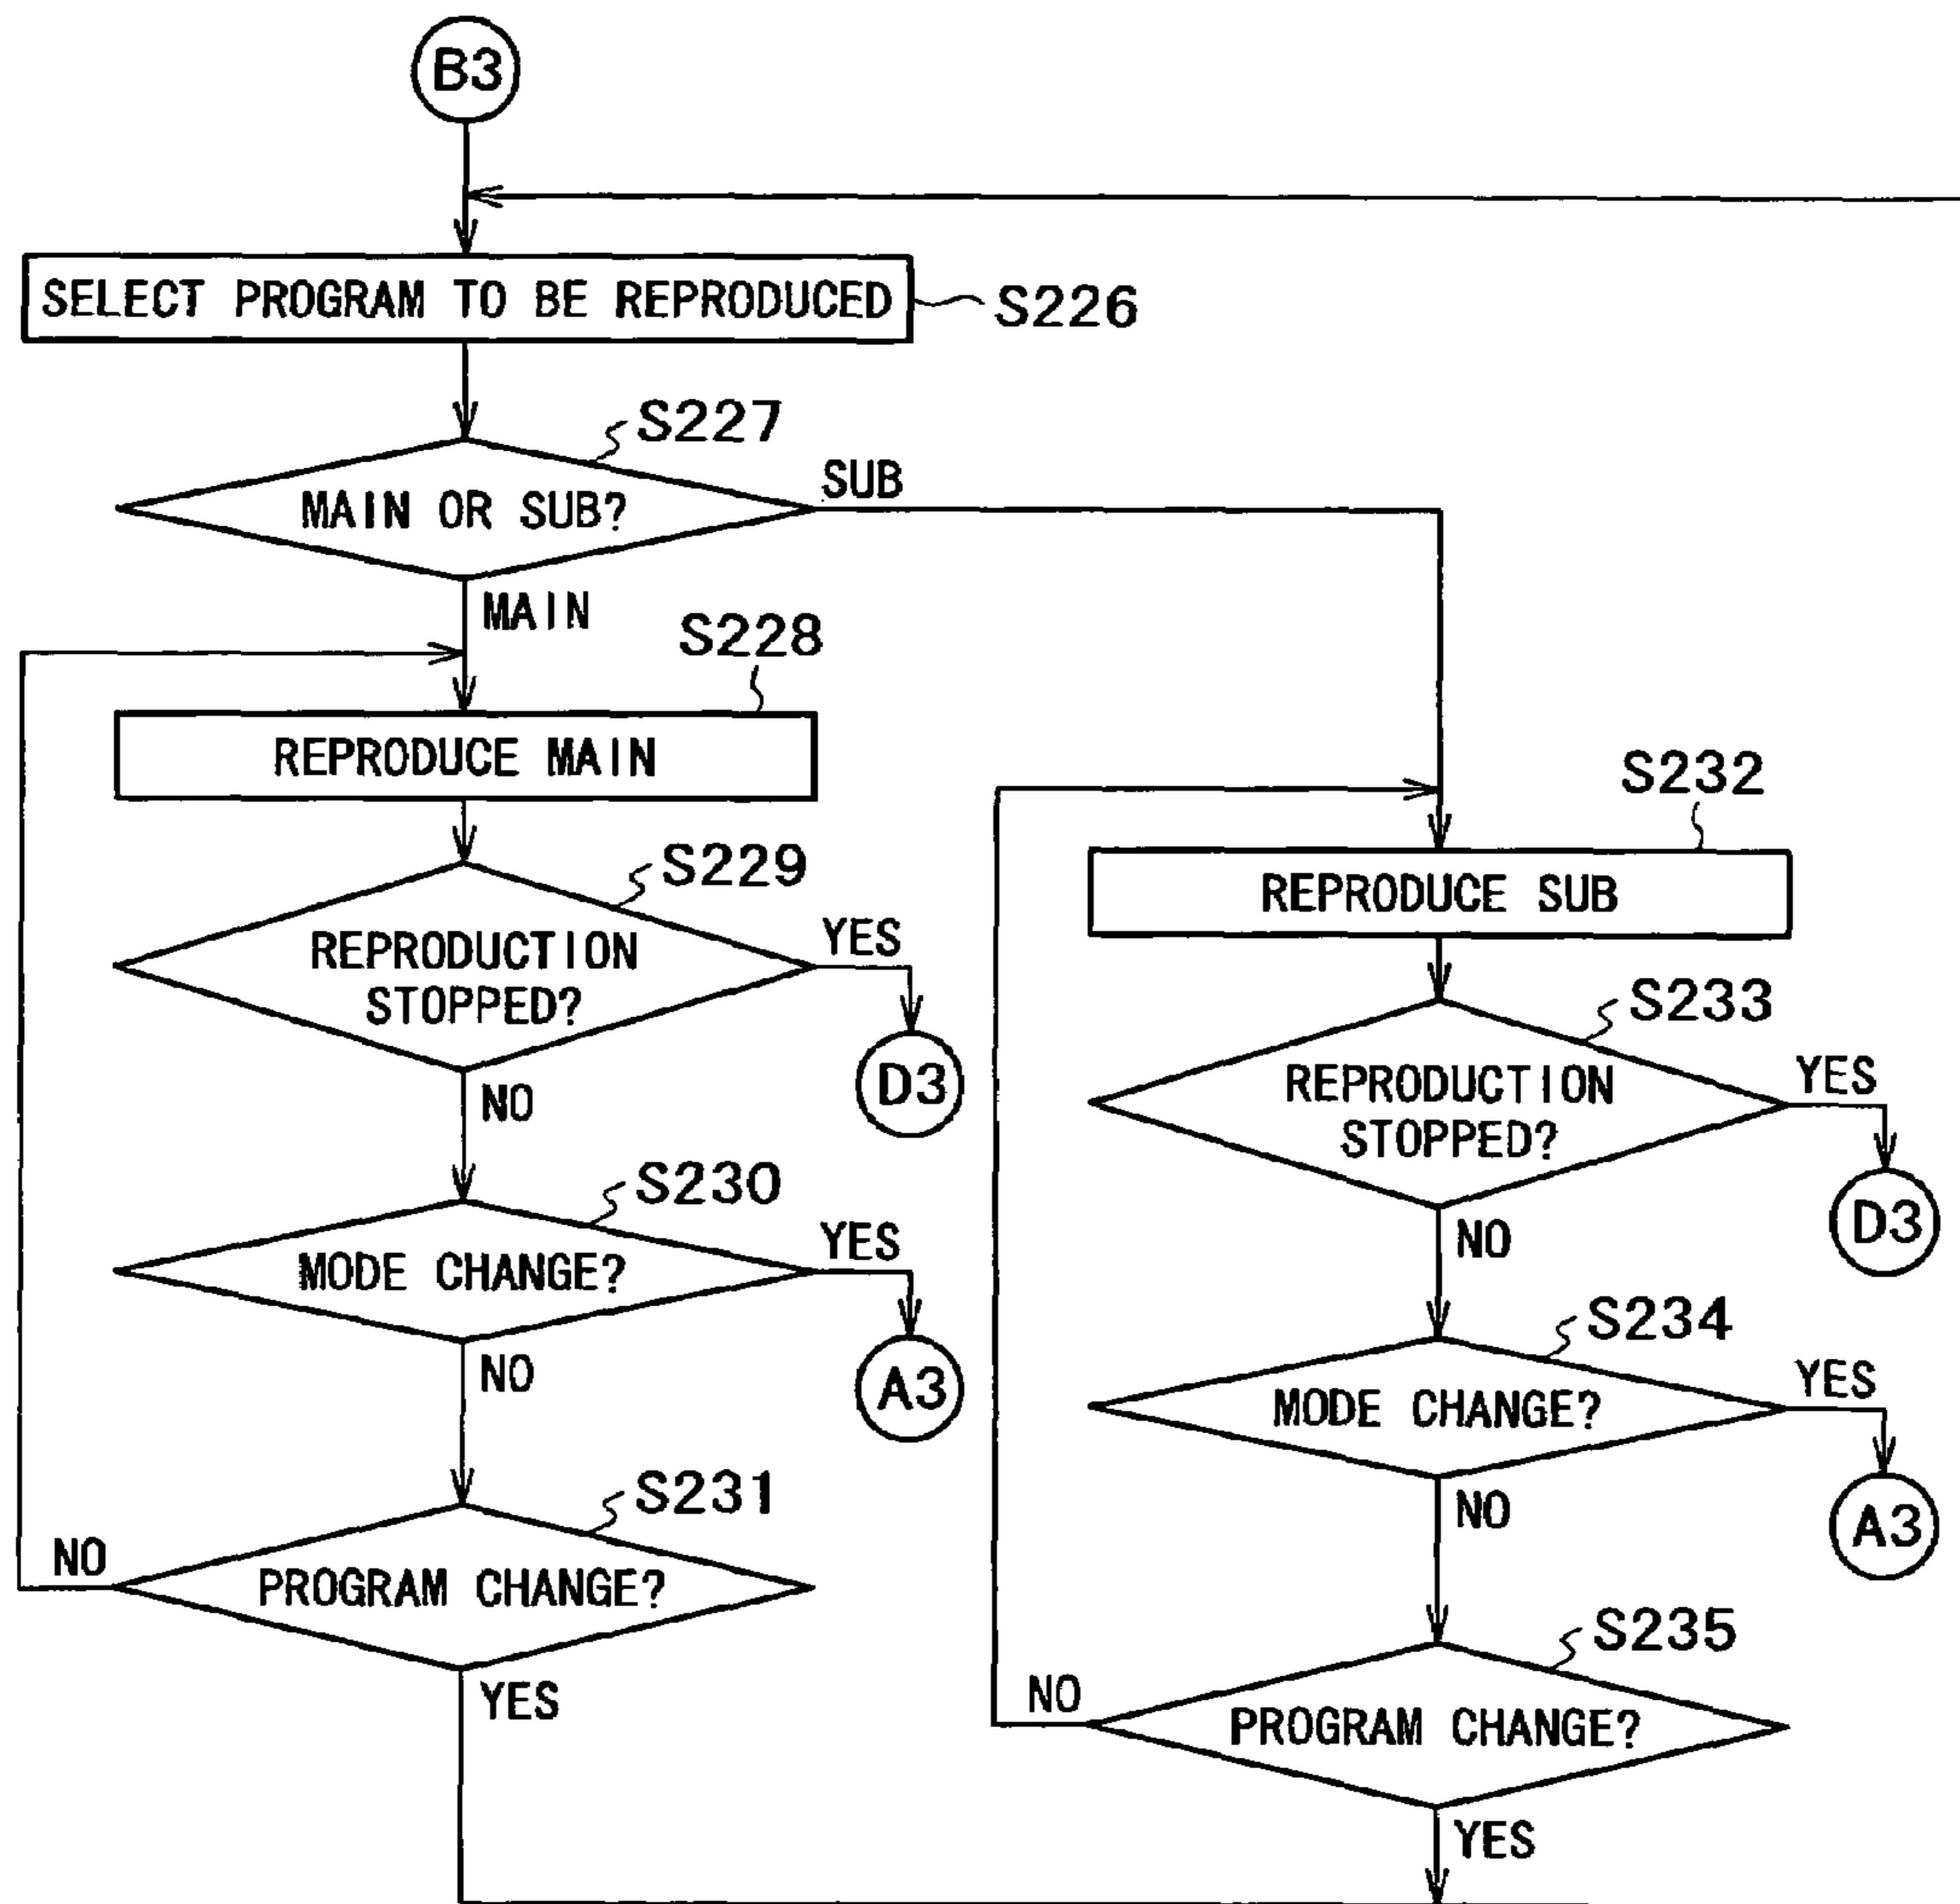 B3
SELECT PROGRAM TO BE REPRODUCED
S226
S227
MAIN OR SUB?
SUB
MAIN
S228
REPRODUCE MAIN
S229
REPRODUCTION
STOPPED?
YES
D3
NO
S230
MODE CHANGE?
YES
A3
NO
S231
PROGRAM CHANGE?
NO
YES
S232
REPRODUCE SUB
S233
REPRODUCTION
STOPPED?
YES
D3
NO
S234
MODE CHANGE?
YES
A3
NO
S235
PROGRAM CHANGE?
NO
YES